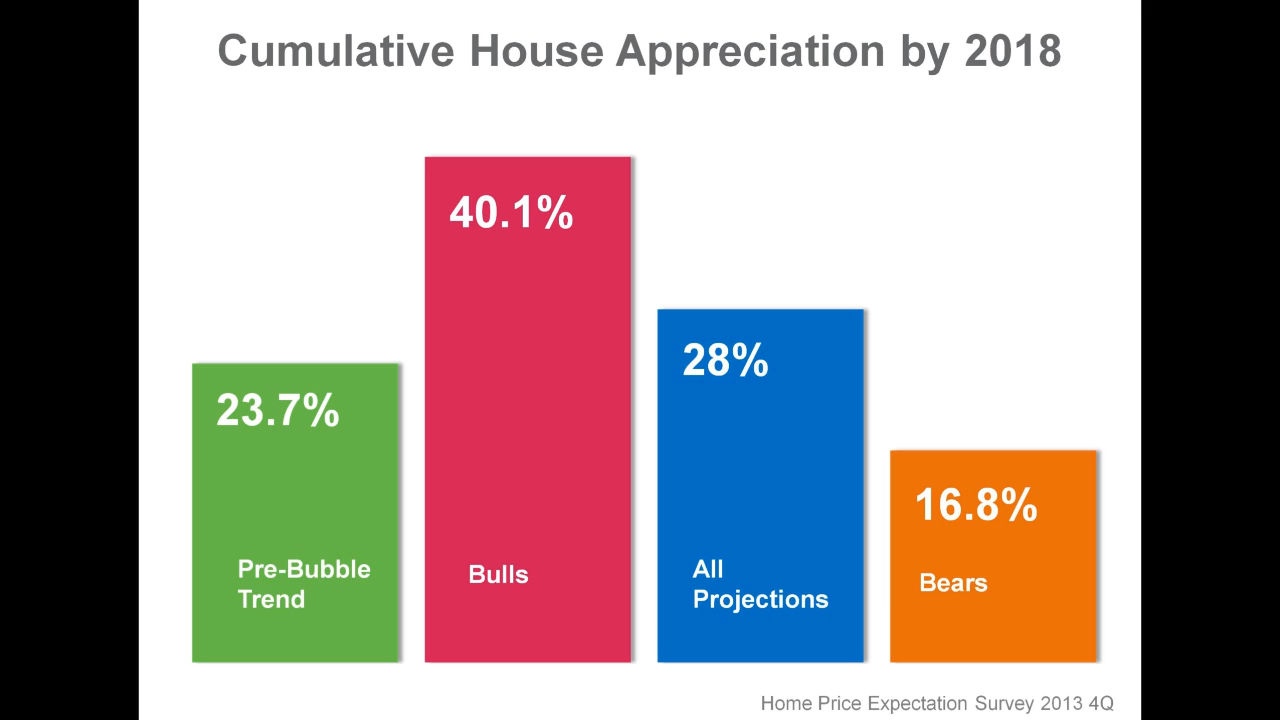 Cumulative House Appreciation by 2018
23.7%
Pre-Bubble
Trend
40.1%
Bulls
28%
All
Projections
16.8%
Bears
Home Price Expectation Survey 2013 4Q